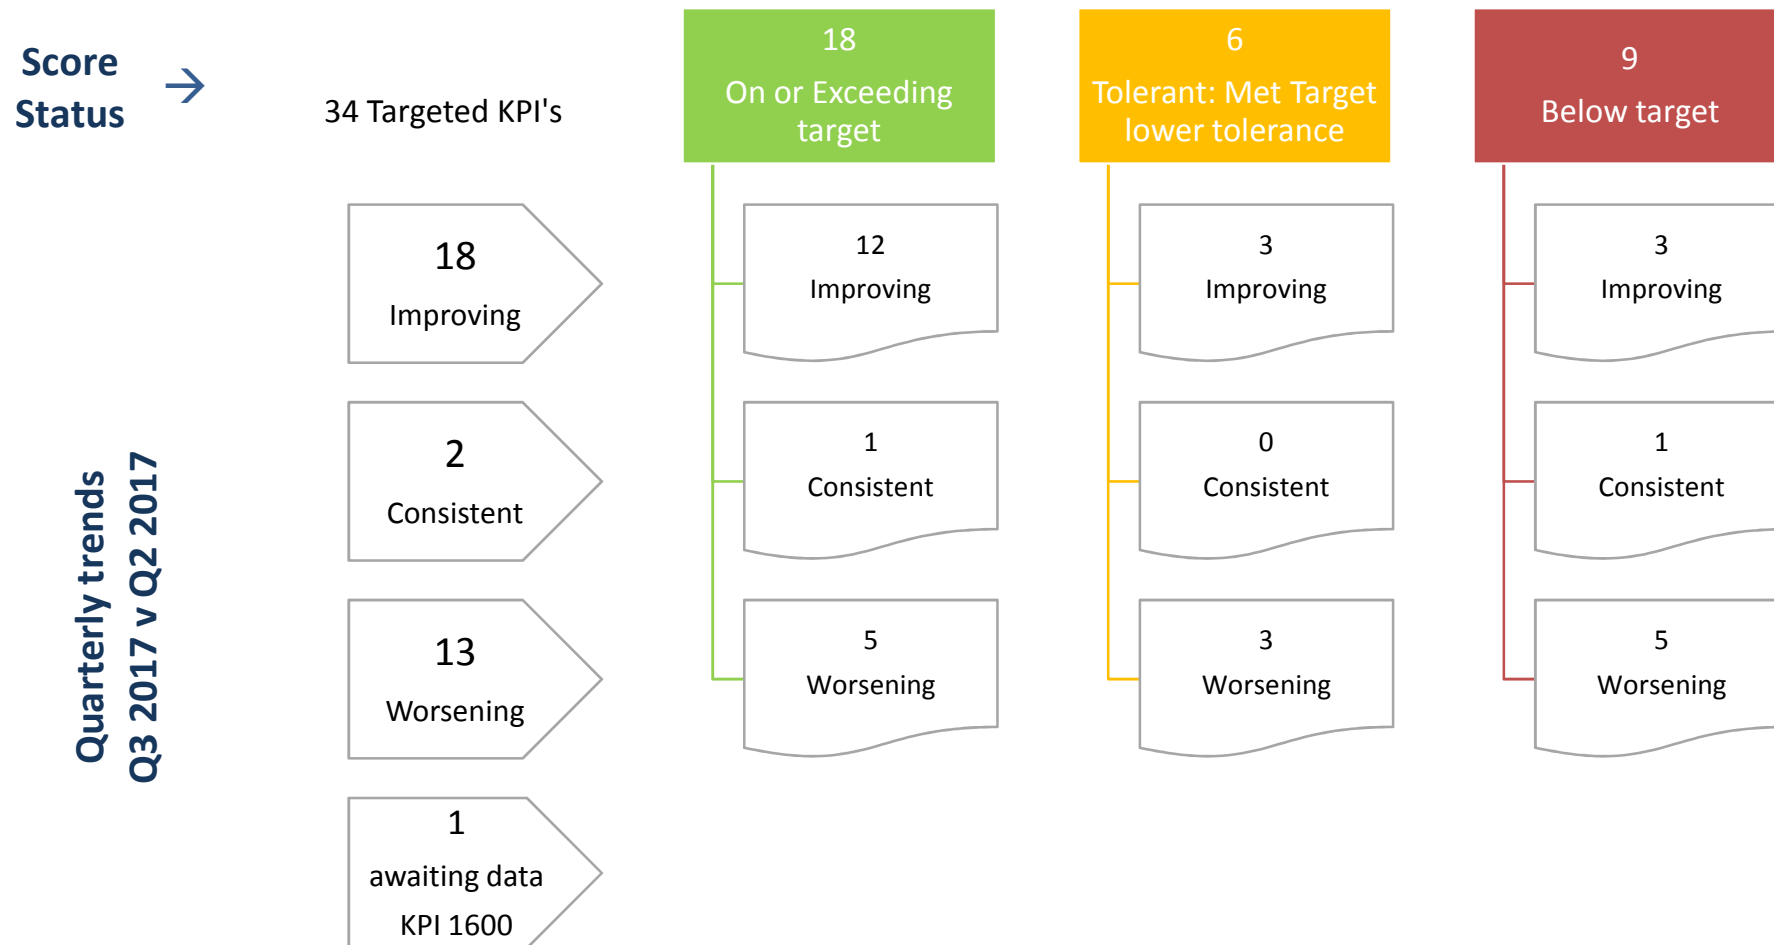 Score
Status
→
34 Targeted KPI's
18
On or Exceeding
target
6
Tolerant: Met Target
lower tolerance
9
Below target
Quarterly trends
Q3 2017 v Q2 2017
18
Improving
12
Improving
3
Improving
3
Improving
2
Consistent
1
Consistent
0
Consistent
1
Consistent
13
Worsening
5
Worsening
3
Worsening
5
Worsening
1
awaiting data
KPI 1600